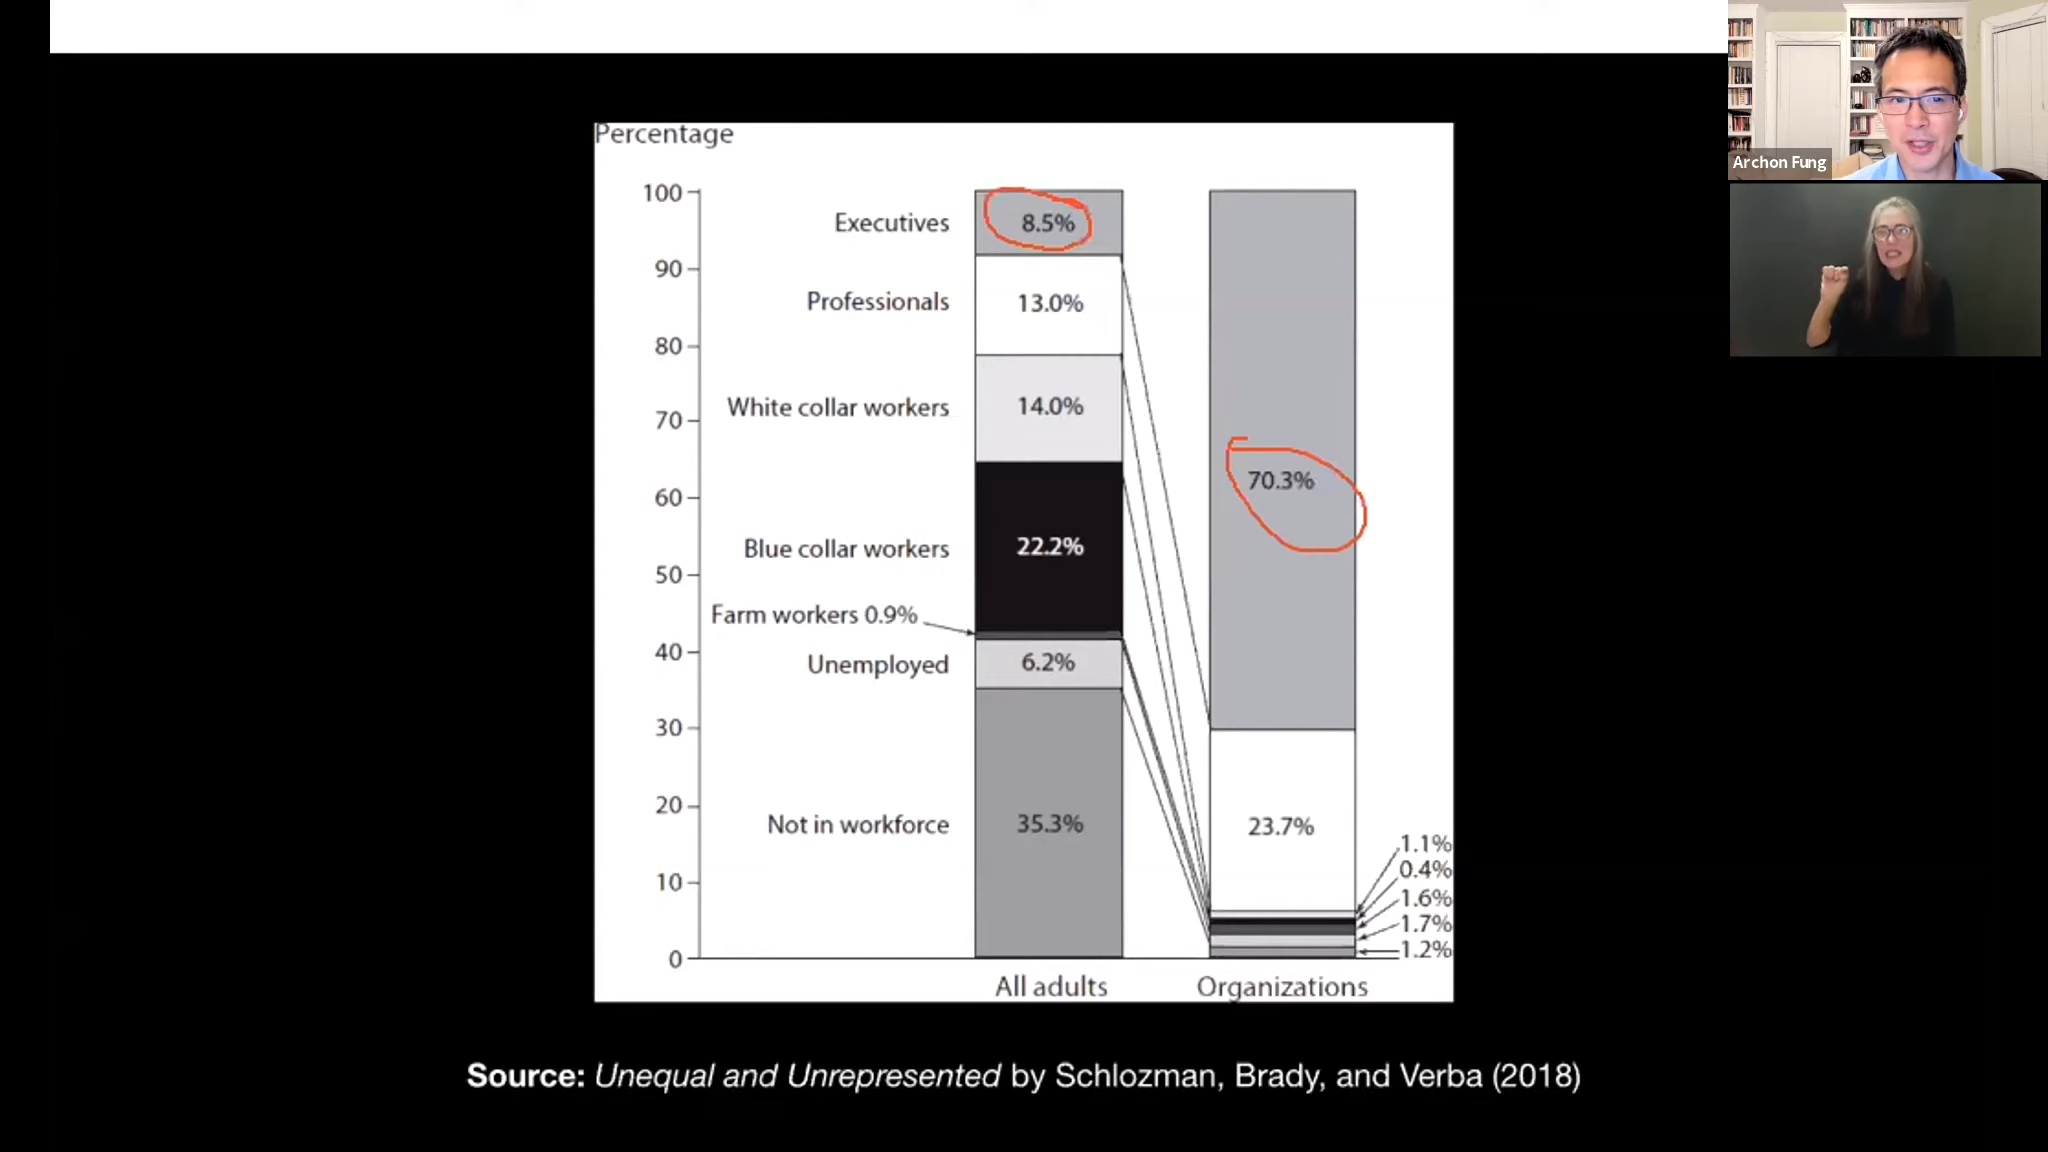 Archon Fung
Percentage
100
90
80
70
60
50
40
30
20
10
0
Executives 8.5%
Professionals 13.0%
White collar workers 14.0%
Blue collar workers 22.2%
Farm workers 0.9%
Unemployed 6.2%
Not in workforce 35.3%
70.3%
23.7%
1.1%
0.4%
1.6%
1.7%
1.2%
All adults Organizations
Source: Unequal and Unrepresented by Schlozman, Brady, and Verba (2018)